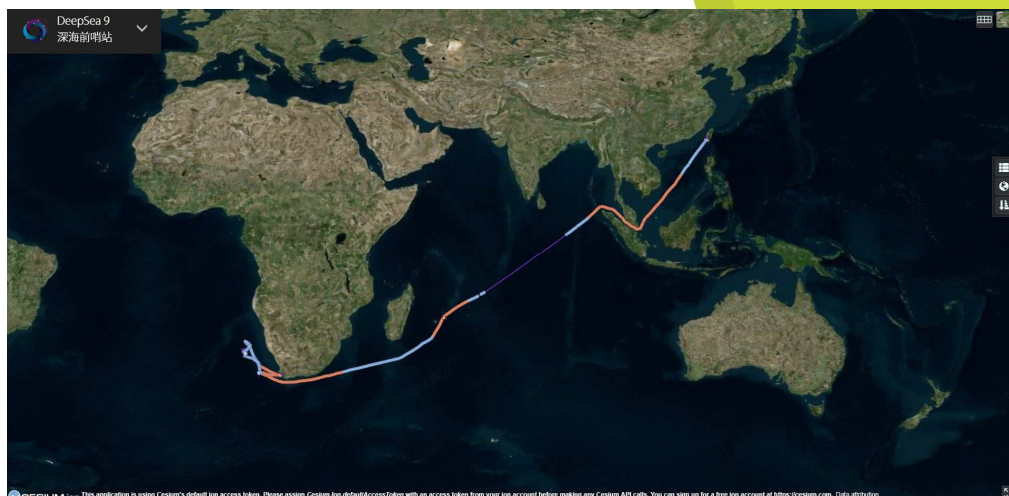 DeepSea 9
深海前哨站
CESIUM ion This application is using Cesium's default ion access token. Please assign Cesium.Ion.defaultAccessToken with an access token from your ion account before making any Cesium API calls. You can sign up for a free ion account at https://cesium.com. Data attribution